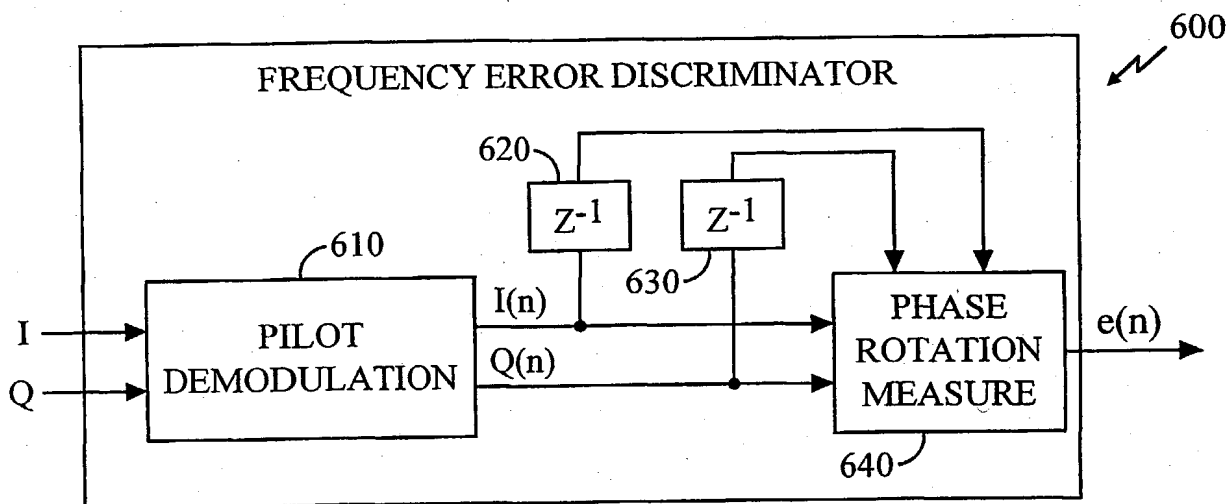 600
FREQUENCY ERROR DISCRIMINATOR
620
Z-1
Z-1
630
610
I
Q
PILOT
DEMODULATION
I(n)
Q(n)
PHASE
ROTATION
MEASURE
640
e(n)